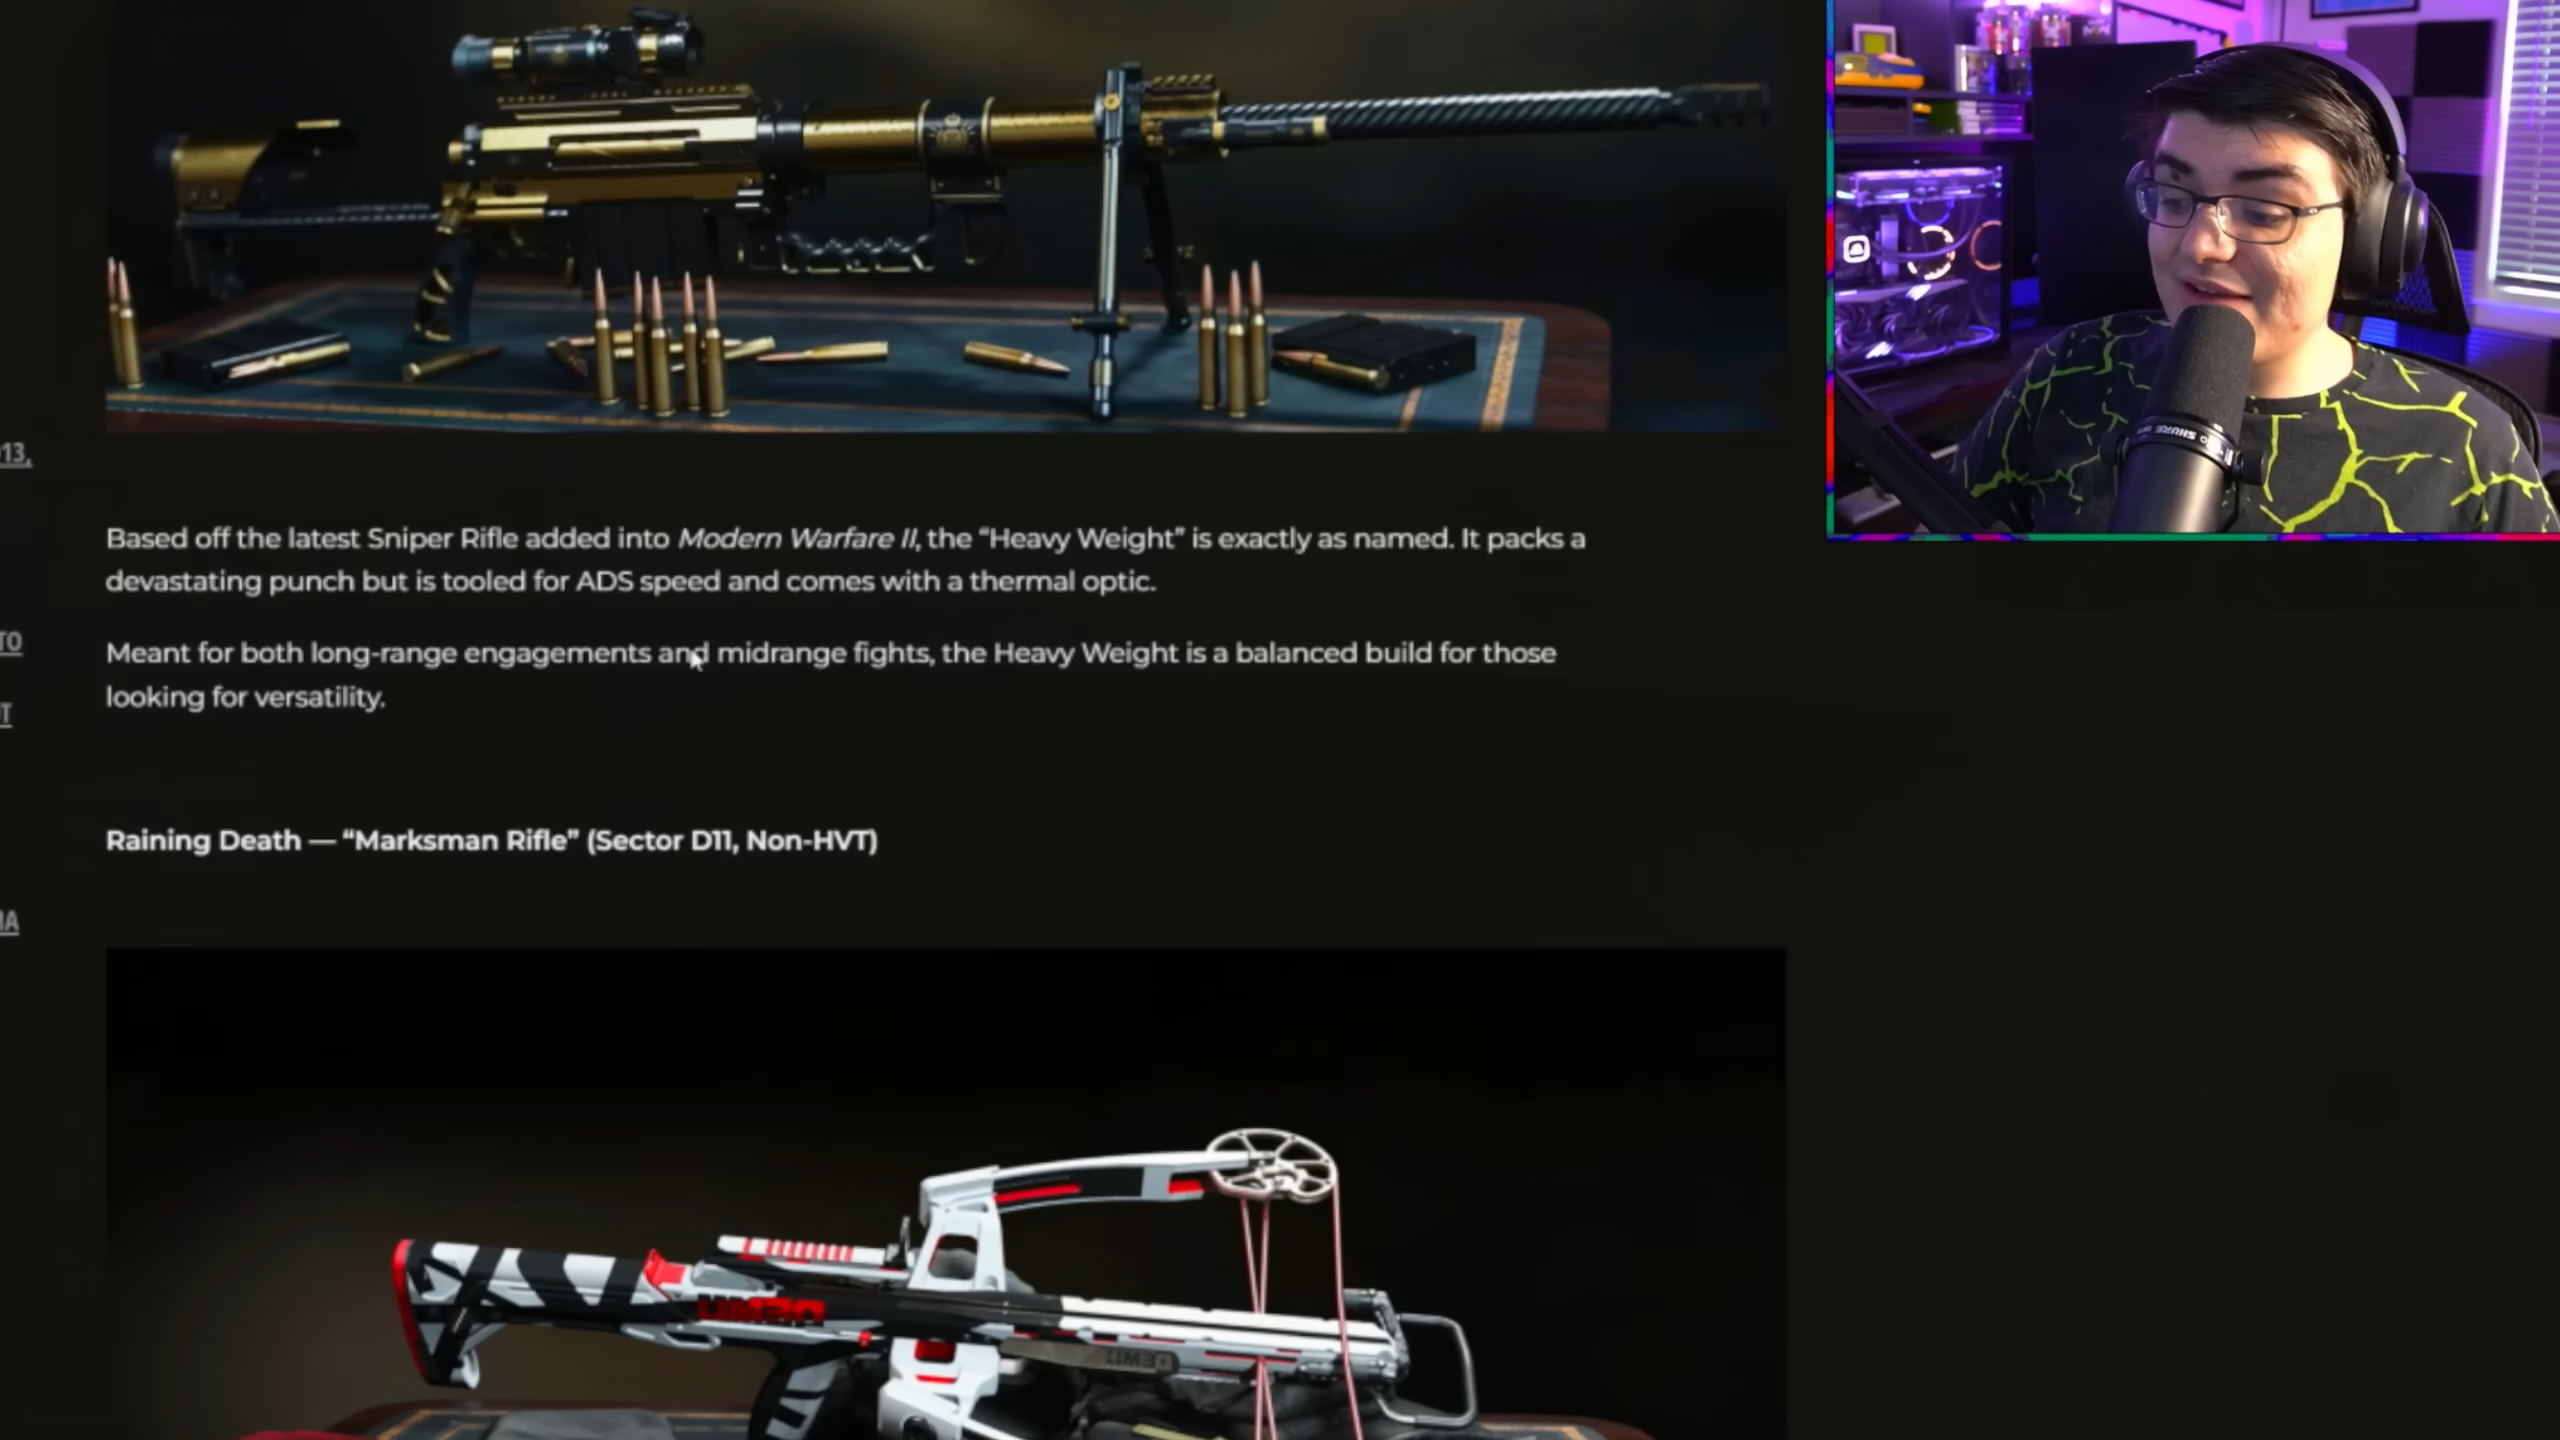 013,
Based off the latest Sniper Rifle added into Modern Warfare II, the “Heavy Weight” is exactly as named. It packs a
devastating punch but is tooled for ADS speed and comes with a thermal optic.
TO
Meant for both long-range engagements and midrange fights, the Heavy Weight is a balanced build for those
looking for versatility.
Raining Death — “Marksman Rifle” (Sector D11, Non-HVT)
SHURE